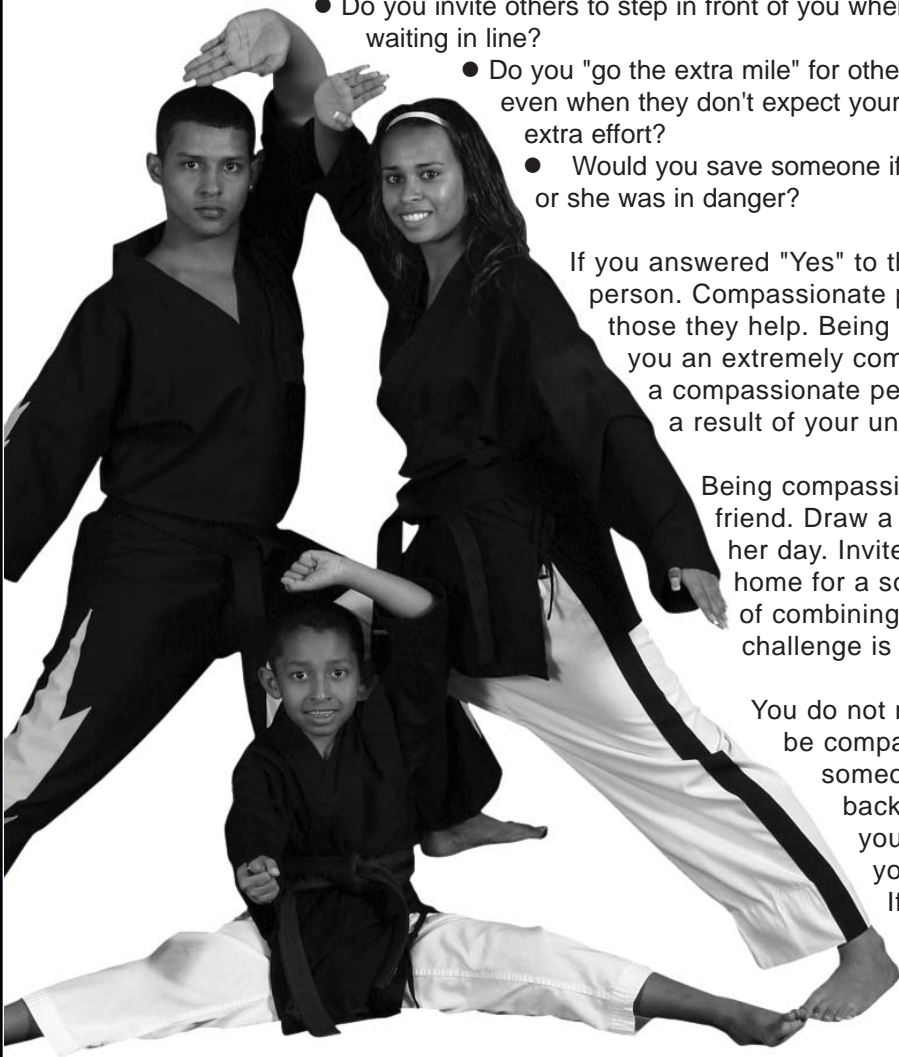 ● Do you invite others to step in front of you when
waiting in line?
● Do you "go the extra mile" for othe
even when they don't expect your
extra effort?
● Would you save someone if
or she was in danger?
If you answered "Yes" to th
person. Compassionate p
those they help. Being
you an extremely com
a compassionate pe
a result of your un
Being compassi
friend. Draw a
her day. Invite
home for a so
of combining
challenge is
You do not n
be compa
someo
back
you
yo
If